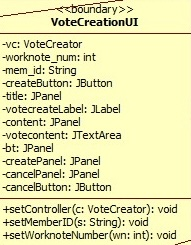 <<boundary>>
VoteCreationUI
-vc: VoteCreator
-worknote_num: int
-mem_id: String
-createButton: JButton
-title: JPanel
-votecreateLabel: JLabel
-content: JPanel
-votecontent: JTextArea
-bt: JPanel
-createPanel: JPanel
-cancelPanel: JPanel
-cancelButton: JButton
+setController(c: VoteCreator): void
+setMemberID(s: String): void
+setWorknoteNumber(wn: int): void